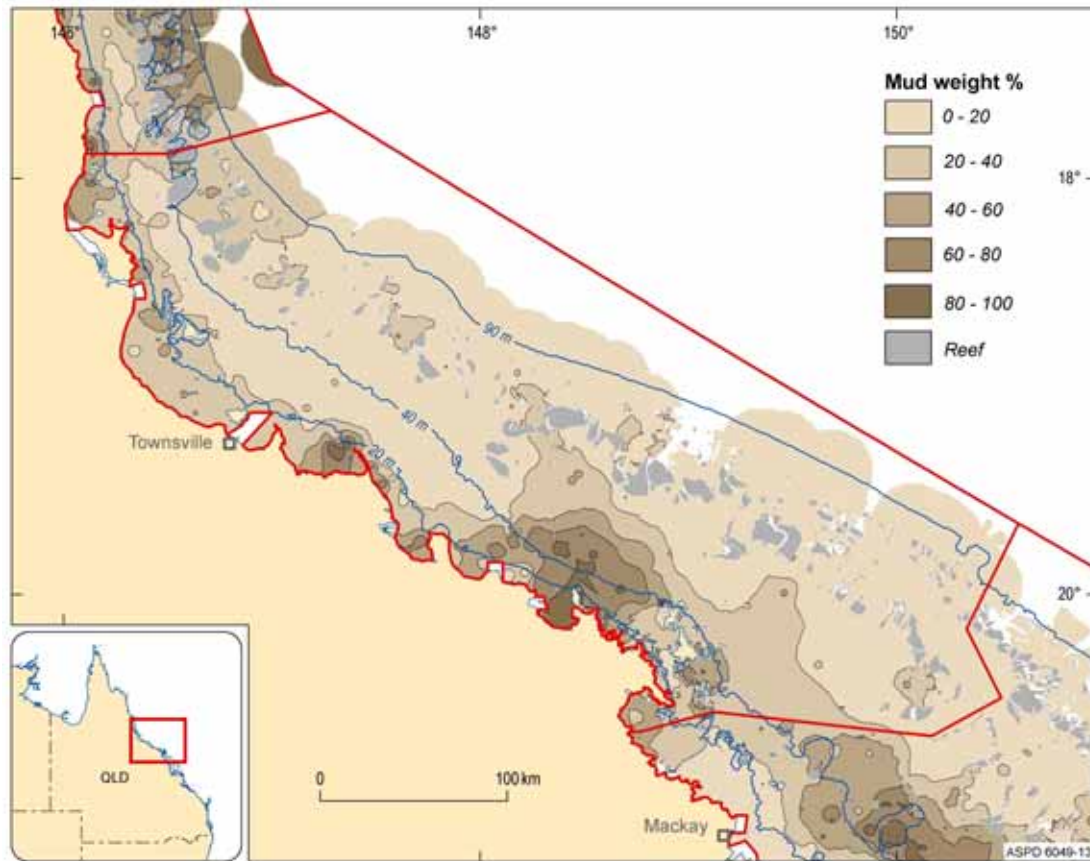 146°
148°
150°
Mud weight %
0 - 20
20 - 40
40 - 60
60 - 80
80 - 100
Reef
18°
90 m
40 m
20 m
Townsville
20°
QLD
0
100 km
Mackay
ASPD 6049-13